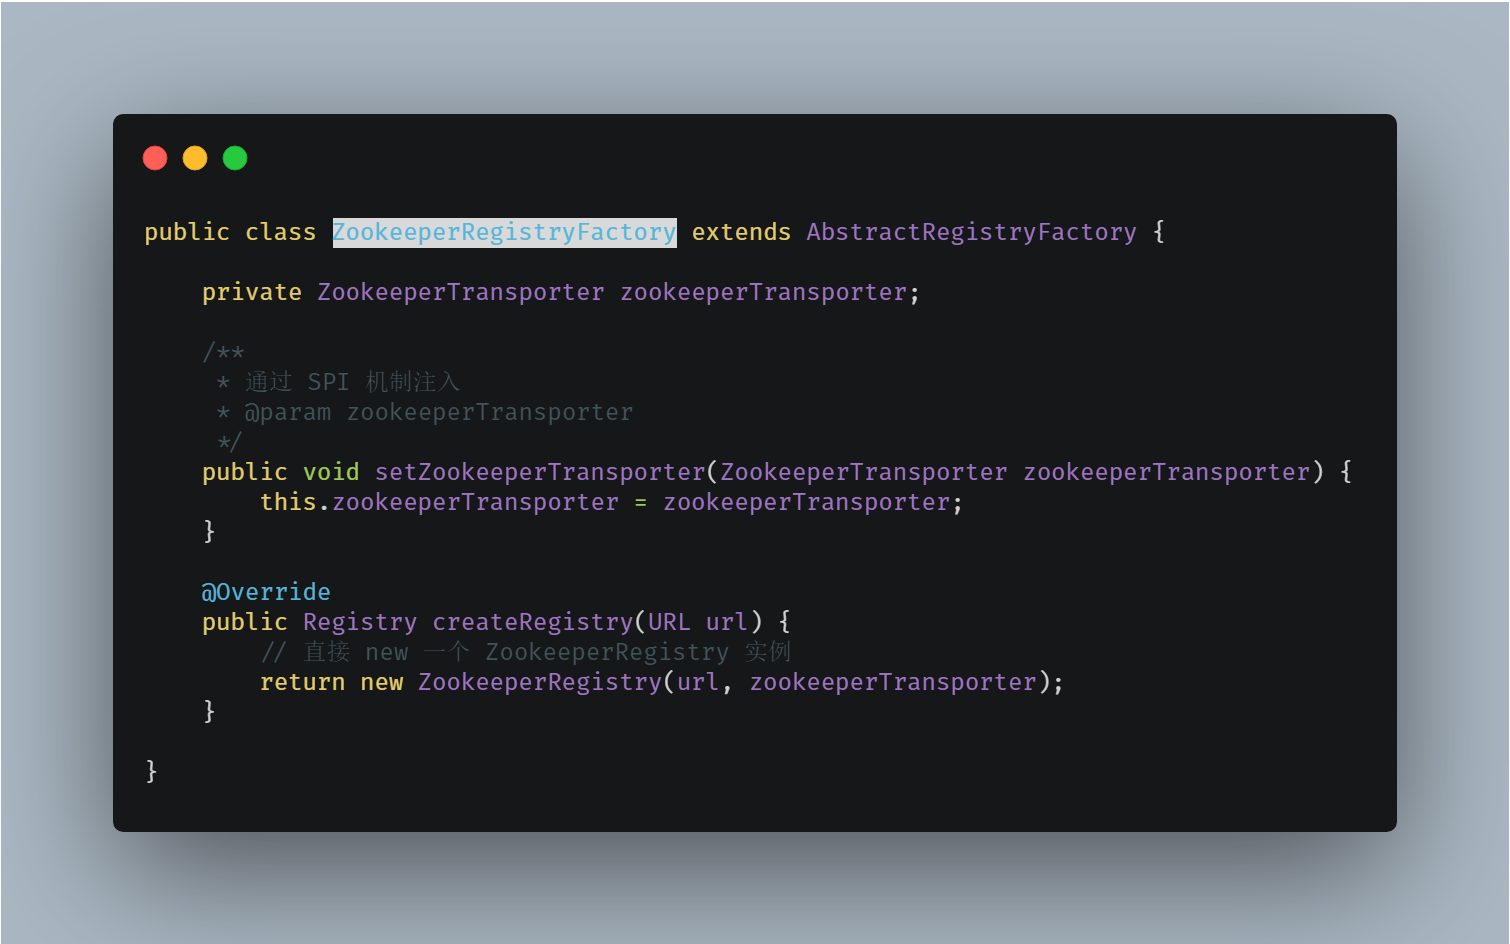 public class ZookeeperRegistryFactory extends AbstractRegistryFactory {
private ZookeeperTransporter zookeeperTransporter;
/**
* 通过 SPI 机制注入
* @param zookeeperTransporter
*/
public void setZookeeperTransporter(ZookeeperTransporter zookeeperTransporter) {
this.zookeeperTransporter = zookeeperTransporter;
}
@Override
public Registry createRegistry(URL url) {
// 直接 new 一个 ZookeeperRegistry 实例
return new ZookeeperRegistry(url, zookeeperTransporter);
}
}